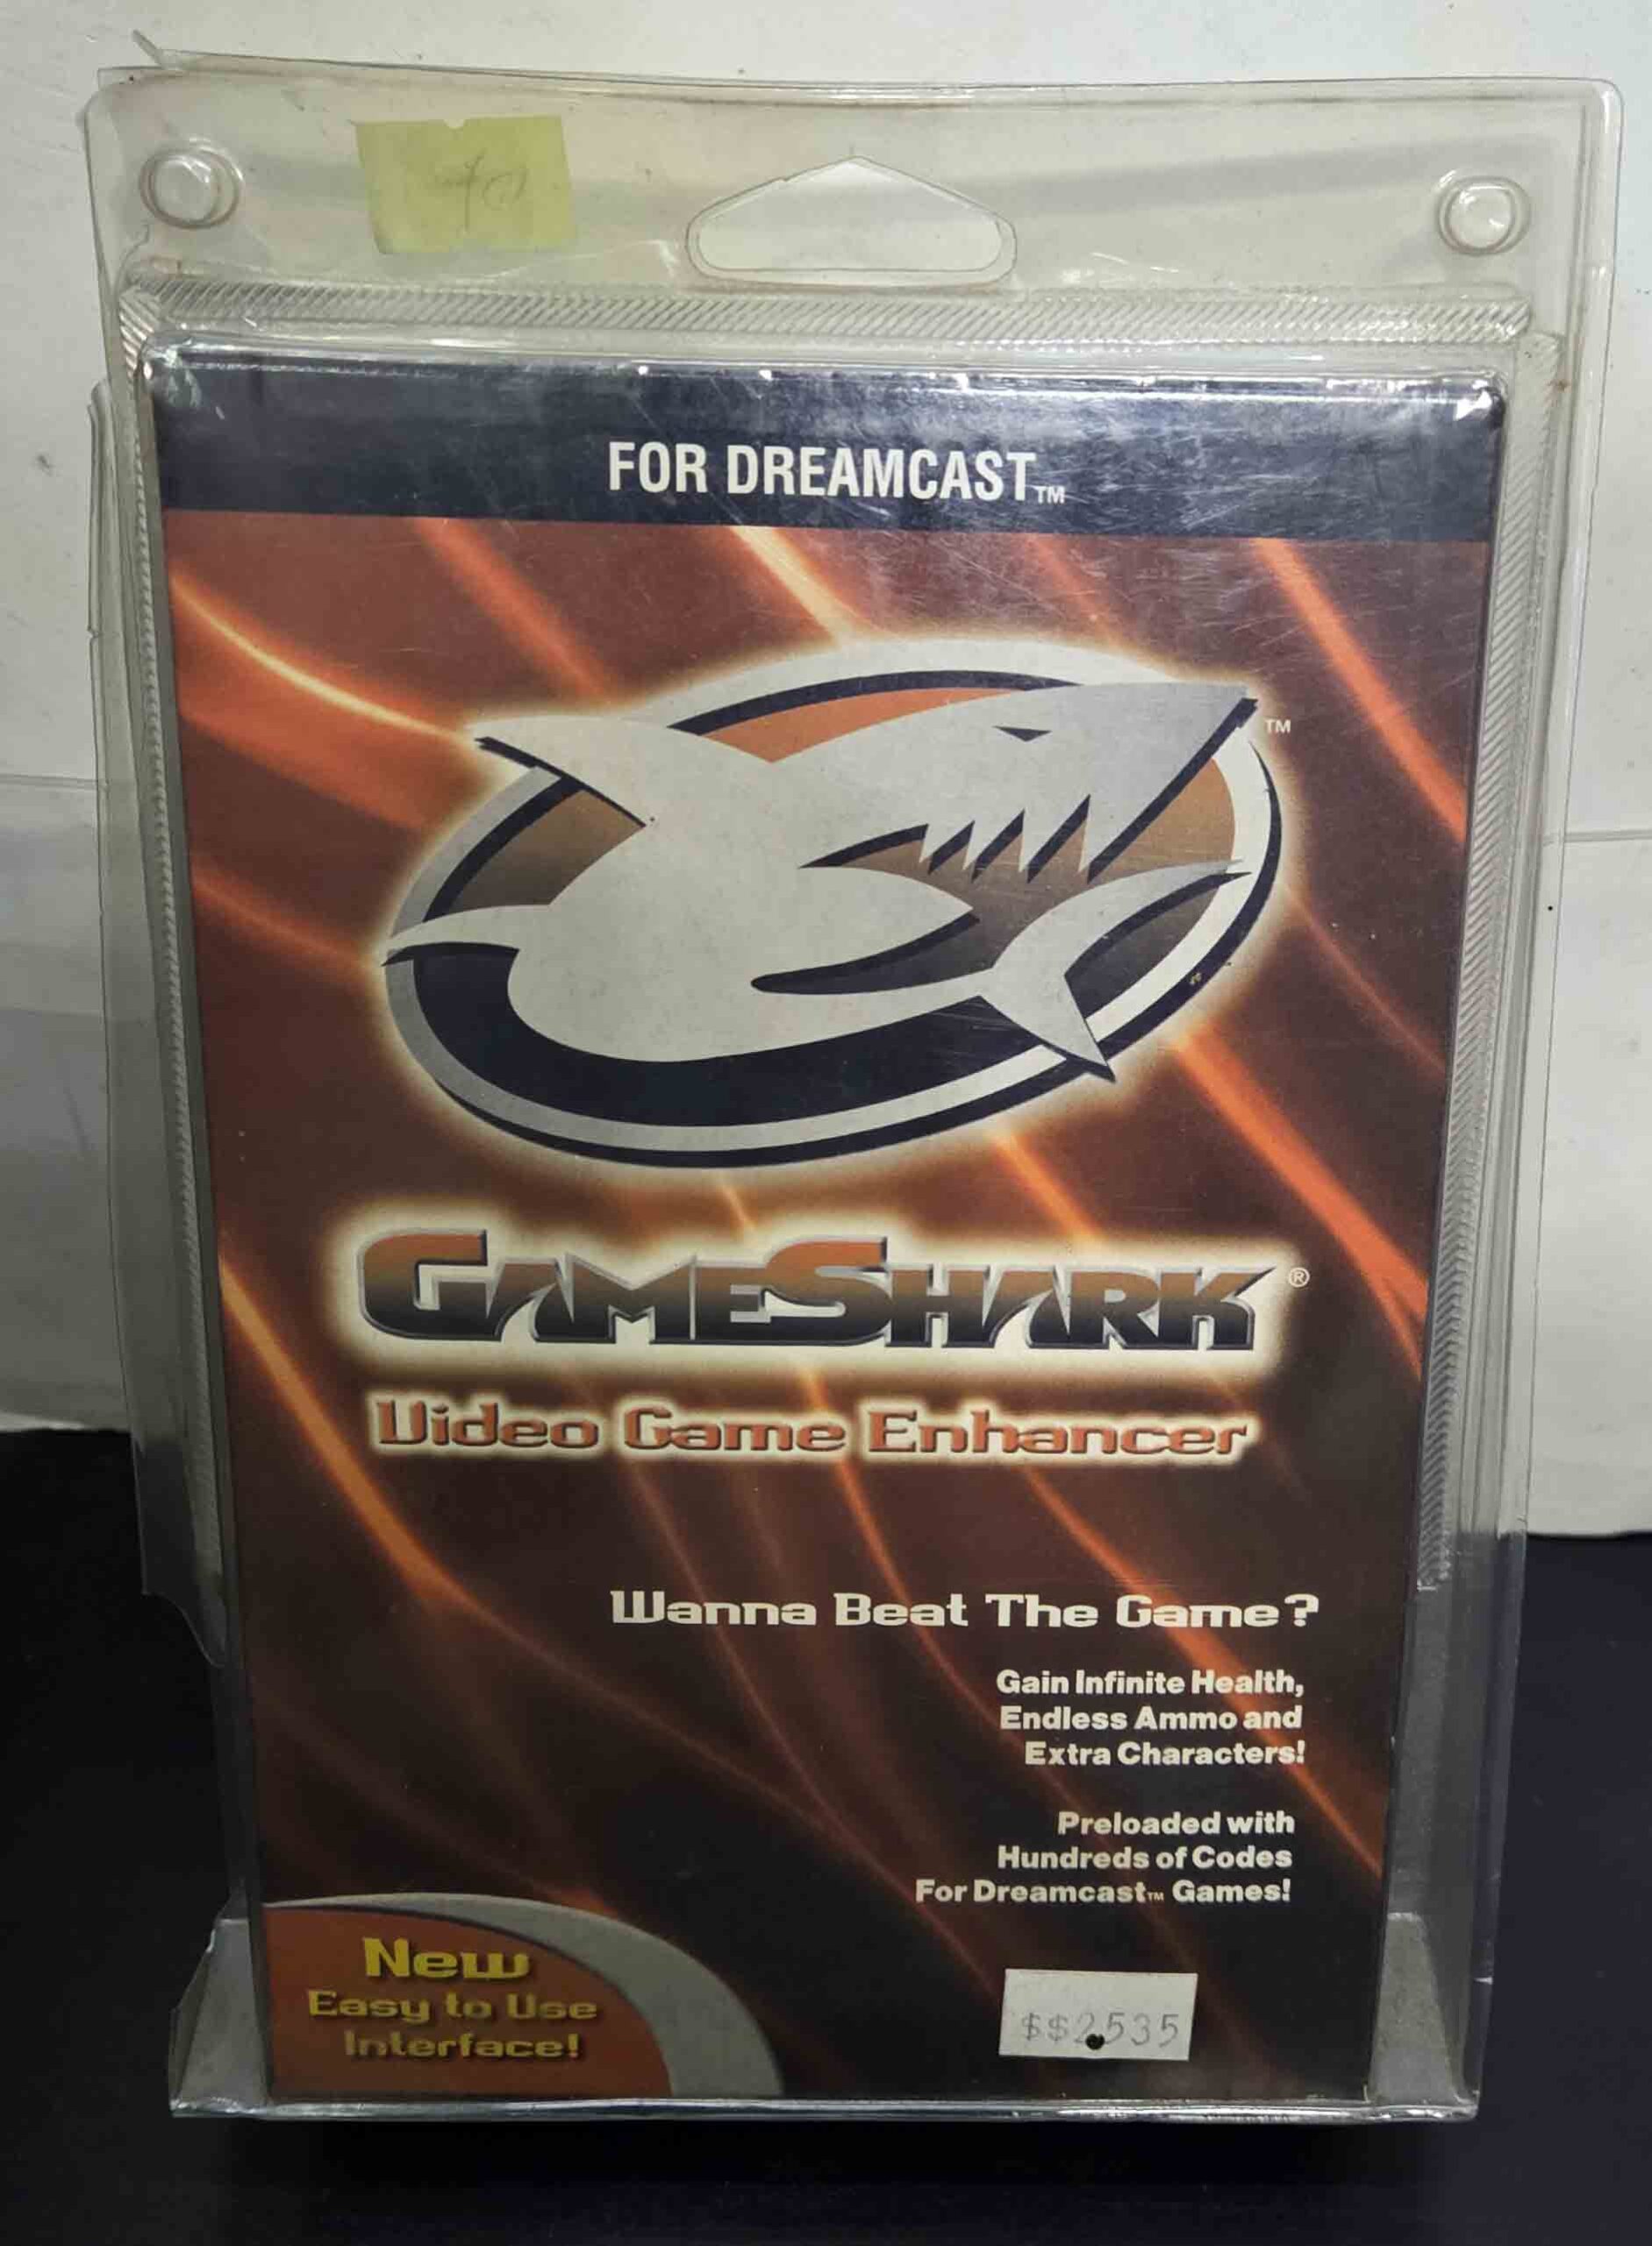 40
FOR DREAMCAST™
™
GAMESHARK®
Video Game Enhancer
Wanna Beat The Game?
Gain Infinite Health,
Endless Ammo and
Extra Characters!
Preloaded with
Hundreds of Codes
For Dreamcast™ Games!
New
Easy to Use
Interface!
$$2535